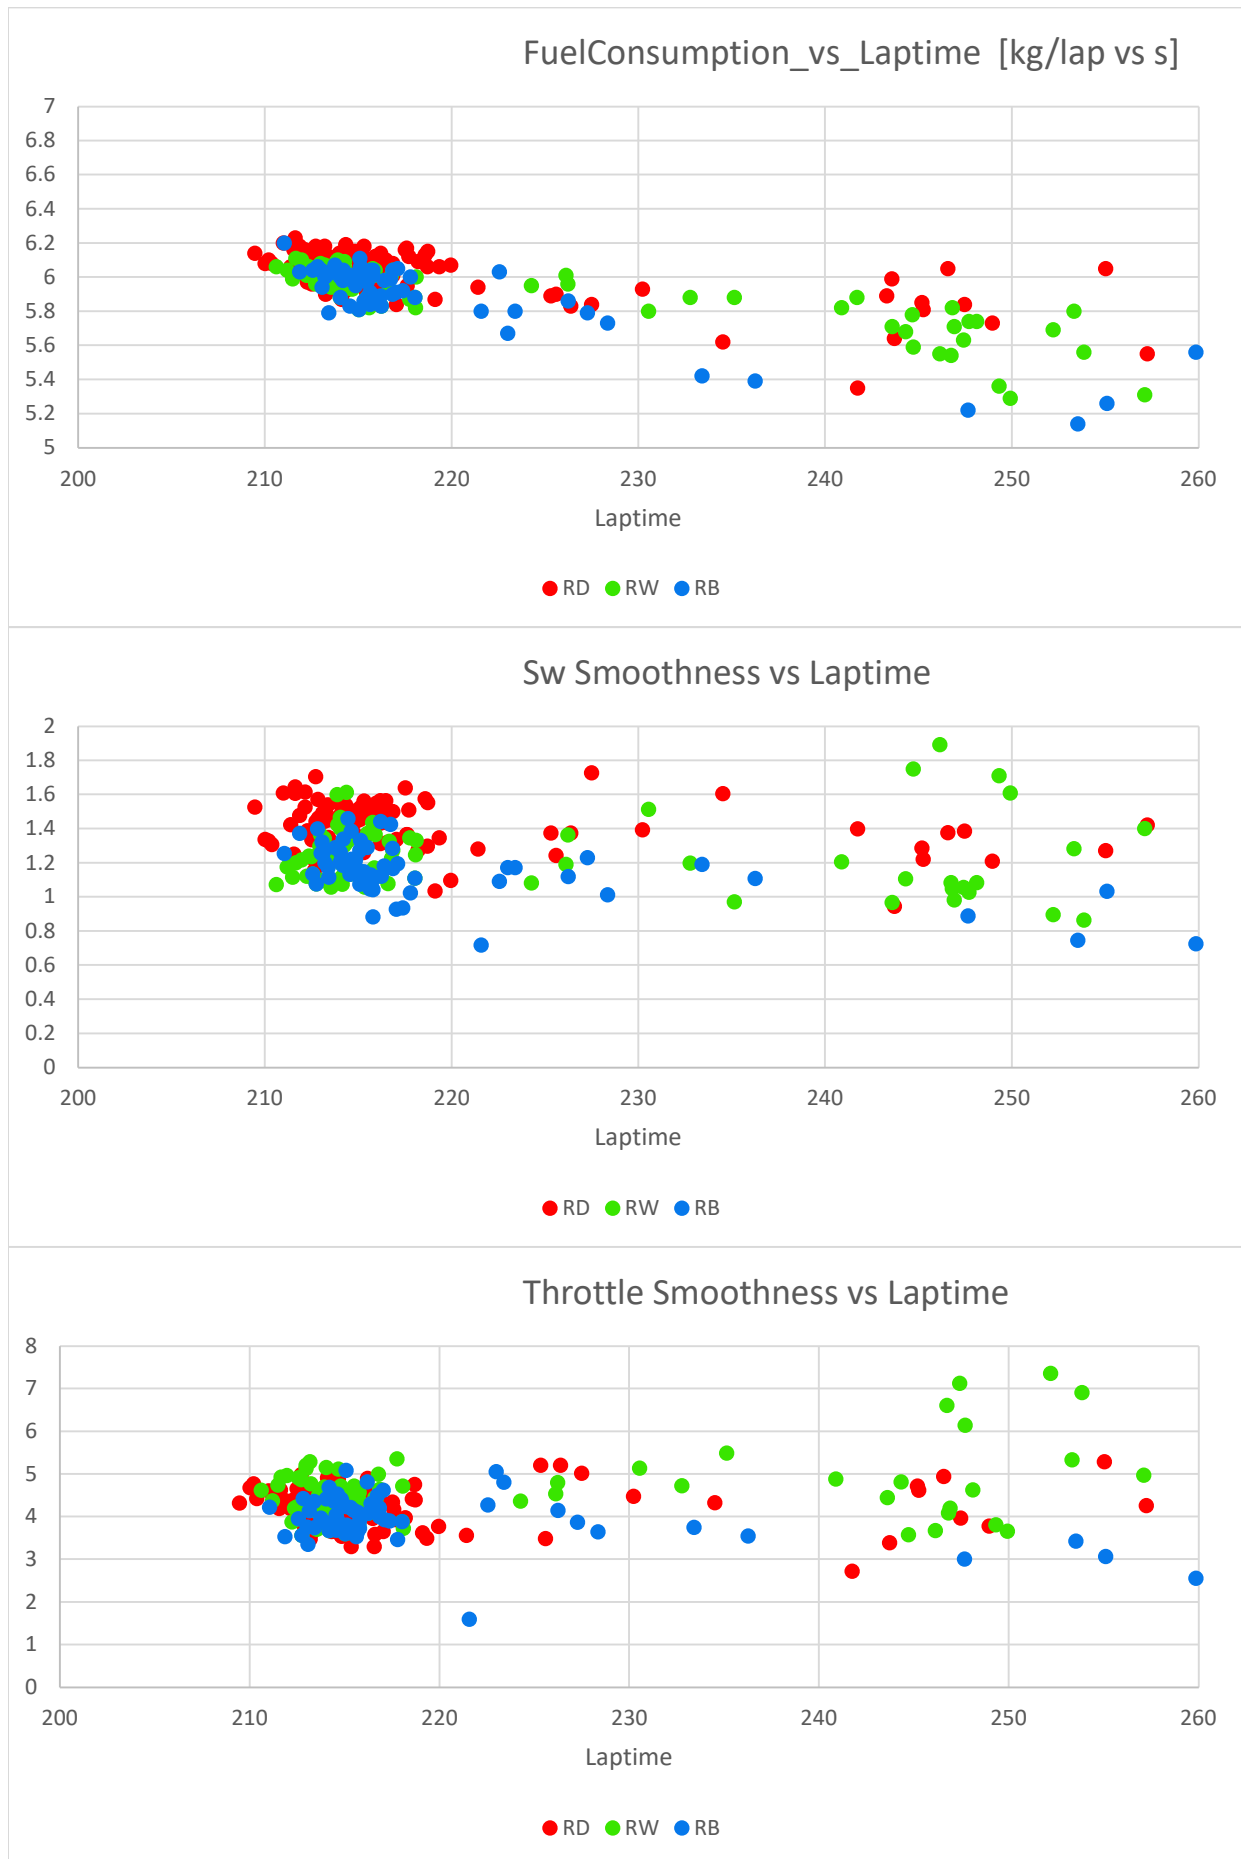 FuelConsumption_vs_Laptime [kg/lap vs s]
7
6.8
6.6
6.4
6.2
6
5.8
5.6
5.4
5.2
5
200 210 220 230 240 250 260
Laptime
RD RW RB
Sw Smoothness vs Laptime
2
1.8
1.6
1.4
1.2
1
0.8
0.6
0.4
0.2
0
200 210 220 230 240 250 260
Laptime
RD RW RB
Throttle Smoothness vs Laptime
8
7
6
5
4
3
2
1
0
200 210 220 230 240 250 260
Laptime
RD RW RB